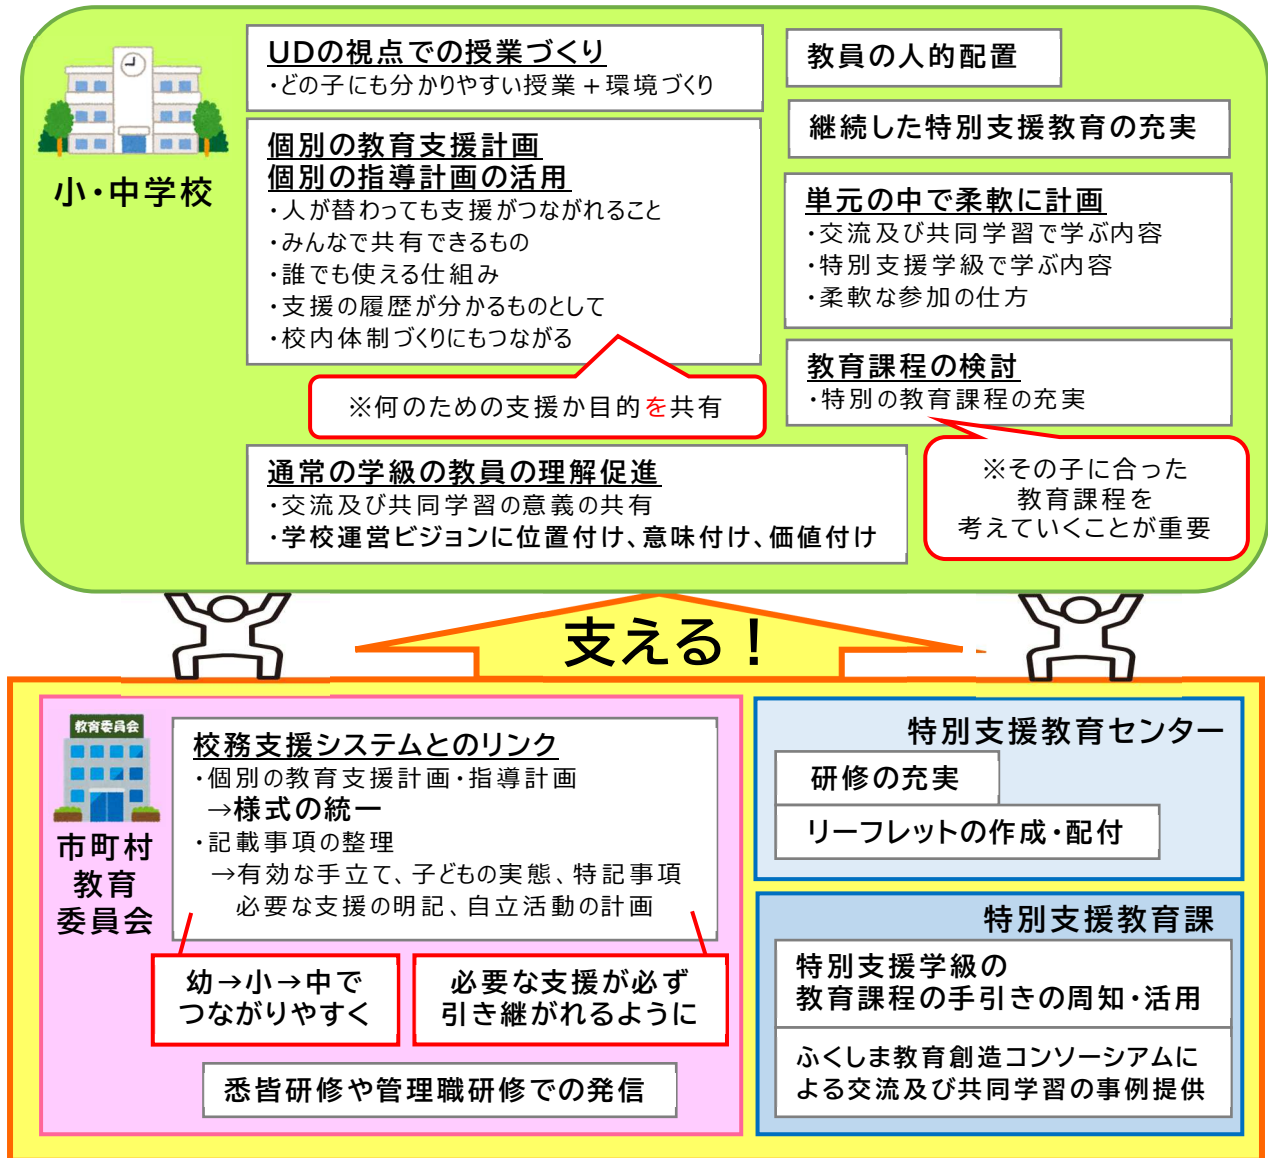 小・中学校
UDの視点での授業づくり
・どの子にも分かりやすい授業＋環境づくり
個別の教育支援計画
個別の指導計画の活用
・人が替わっても支援がつながれること
・みんなで共有できるもの
・誰でも使える仕組み
・支援の履歴が分かるものとして
・校内体制づくりにもつながる
※何のための支援か目的を共有
通常の学級の教員の理解促進
・交流及び共同学習の意義の共有
・学校運営ビジョンに位置付け、意味付け、価値付け
教員の人的配置
継続した特別支援教育の充実
単元の中で柔軟に計画
・交流及び共同学習で学ぶ内容
・特別支援学級で学ぶ内容
・柔軟な参加の仕方
教育課程の検討
・特別の教育課程の充実
※その子に合った
教育課程を
考えていくことが重要
支える！
教育委員会
市町村
教育
委員会
校務支援システムとのリンク
・個別の教育支援計画・指導計画
→様式の統一
・記載事項の整理
→有効な手立て、子どもの実態、特記事項
必要な支援の明記、自立活動の計画
幼→小→中で
つながりやすく
必要な支援が必ず
引き継がれるように
悉皆研修や管理職研修での発信
特別支援教育センター
研修の充実
リーフレットの作成・配付
特別支援教育課
特別支援学級の
教育課程の手引きの周知・活用
ふくしま教育創造コンソーシアムに
よる交流及び共同学習の事例提供